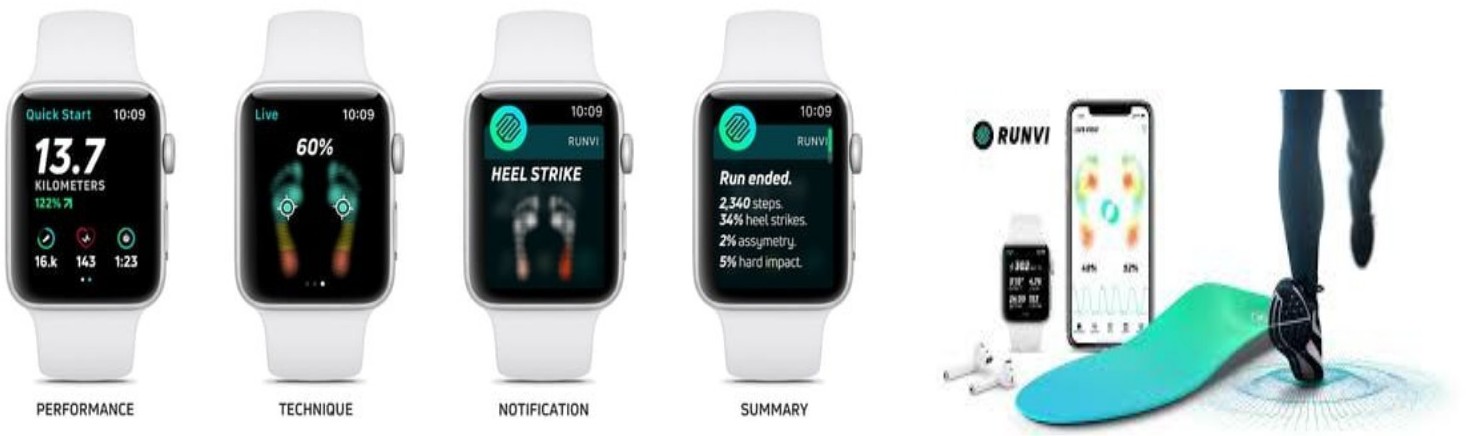 Quick Start 10:09
13.7
KILOMETERS
122%
16.k 143 1:23
PERFORMANCE
Live 10:09
60%
TECHNIQUE
10:09
RUNVI
HEEL STRIKE
NOTIFICATION
10:09
RUNVI
Run ended.
2,340 steps.
34% heel strikes.
2% assymetry.
5% hard impact.
SUMMARY
RUNVI